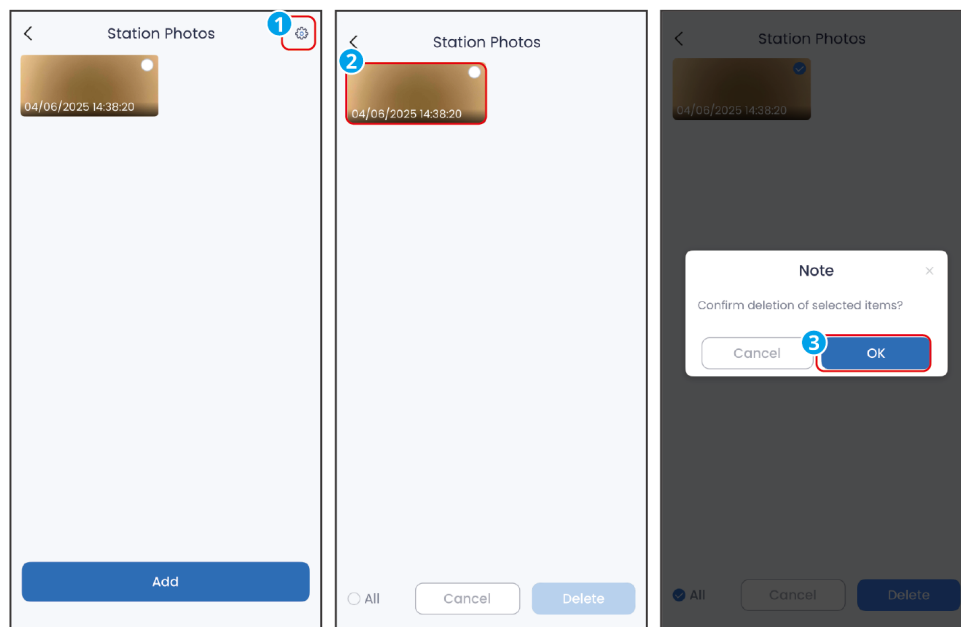 1
Station Photos
04/06/2025 14:38:20
Add
Station Photos
2
04/06/2025 14:38:20
All
Cancel
Delete
Station Photos
04/06/2025 14:38:20
Note
×
Confirm deletion of selected items?
Cancel
3
OK
All
Cancel
Delete